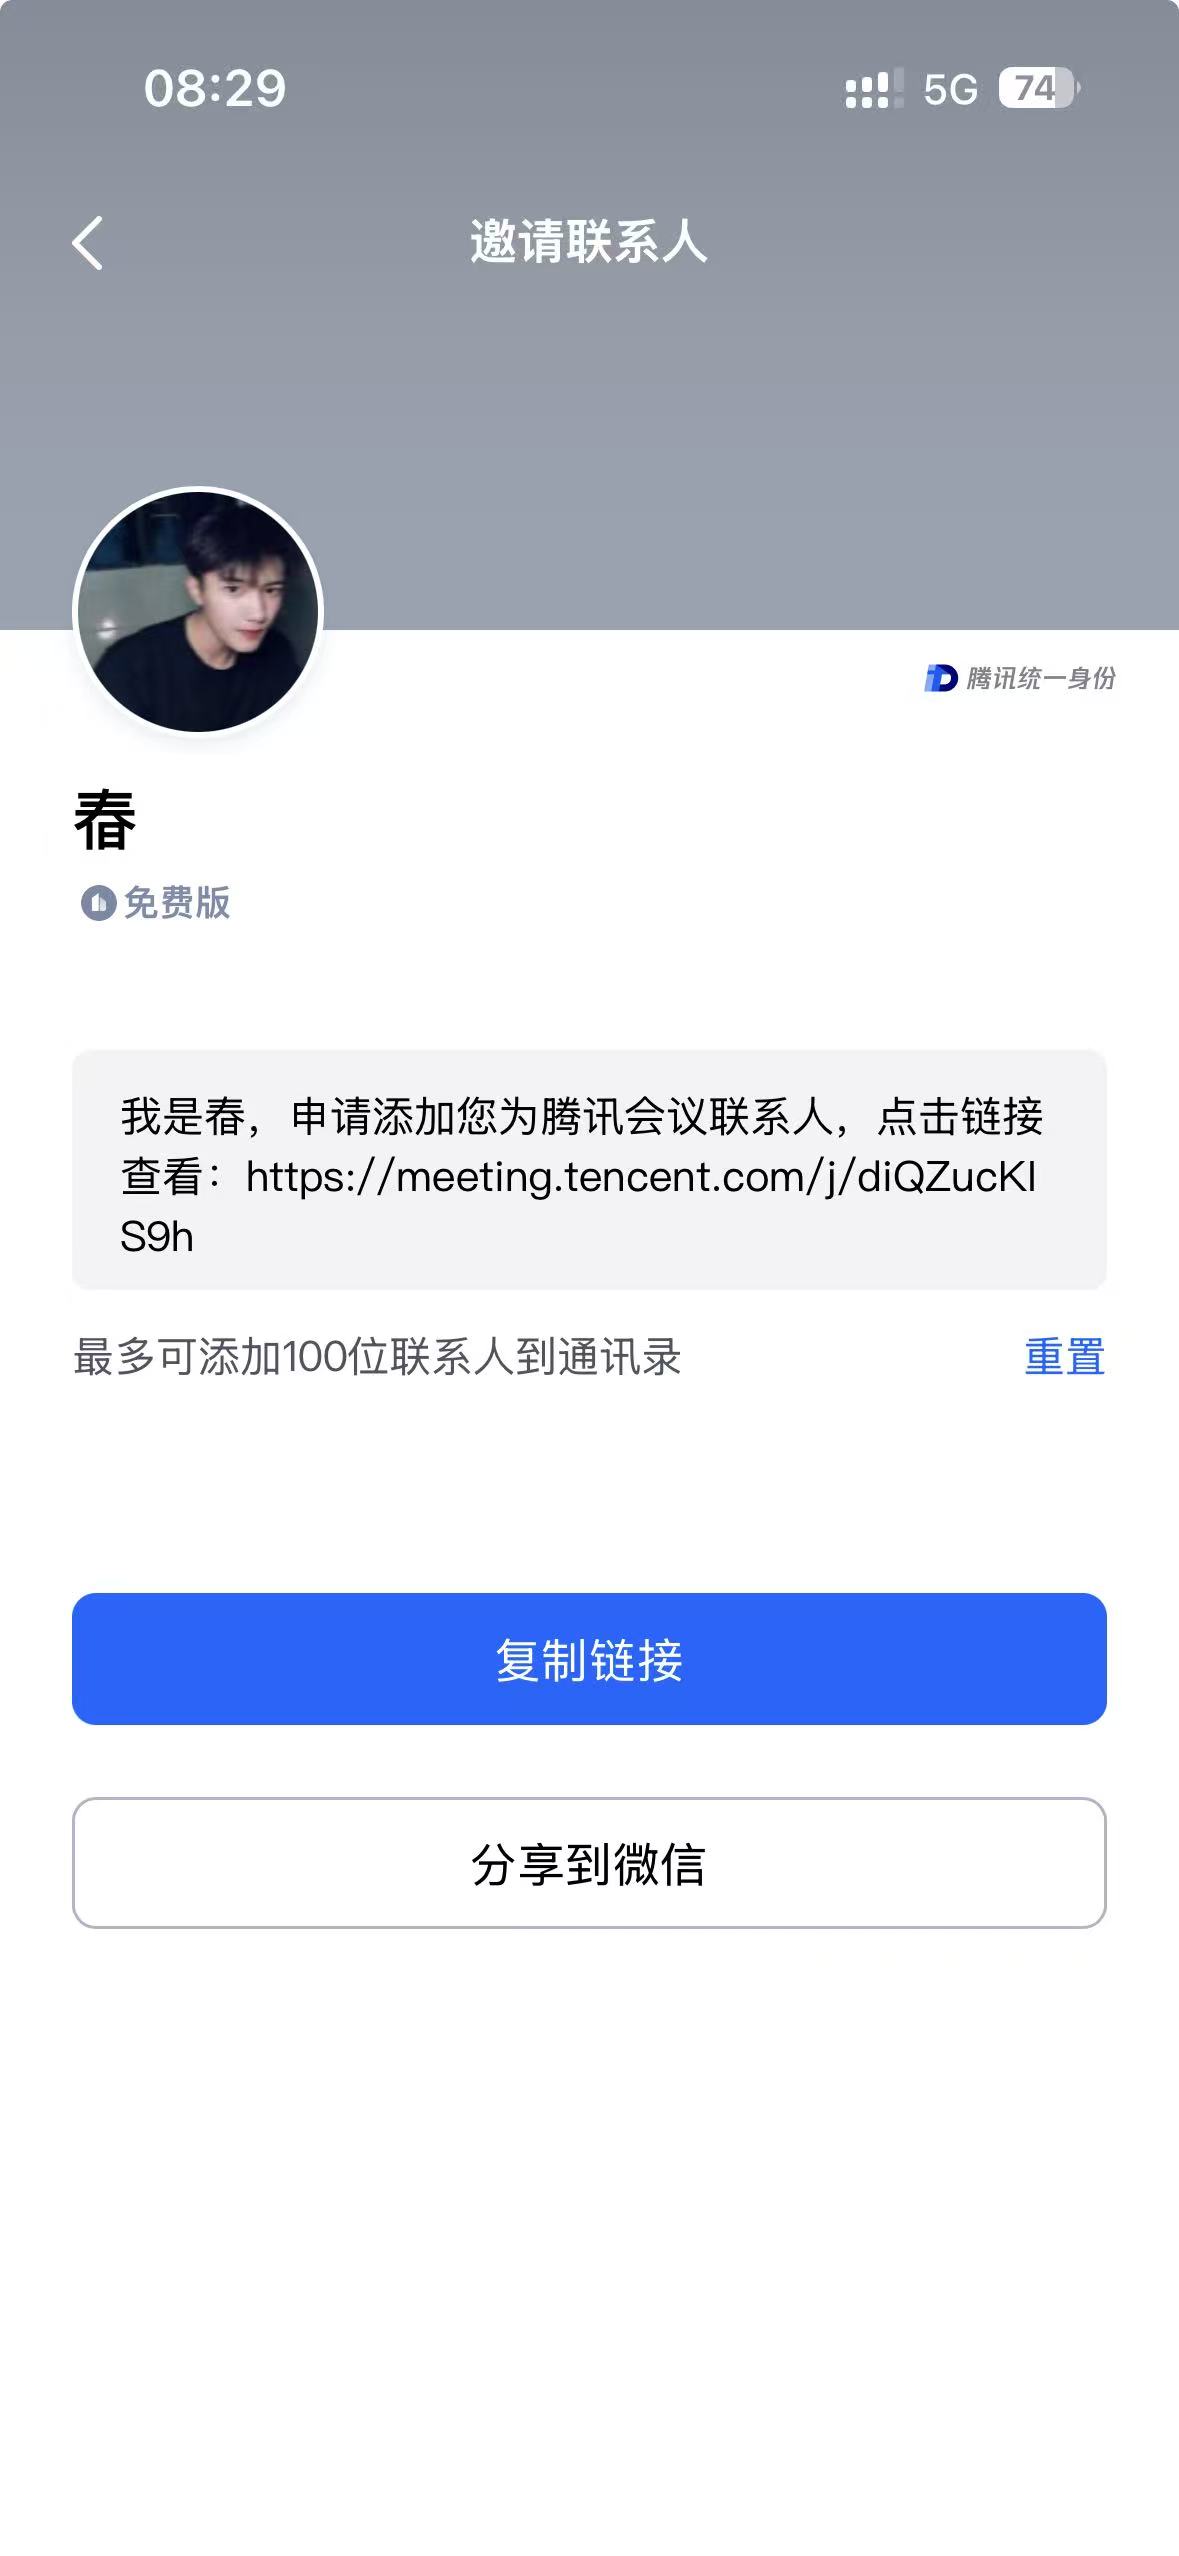 08:29
5G 74
邀请联系人
腾讯统一身份
春
免费版
我是春，申请添加您为腾讯会议联系人，点击链接
查看：https://meeting.tencent.com/j/diQZucKl
S9h
最多可添加100位联系人到通讯录
重置
复制链接
分享到微信